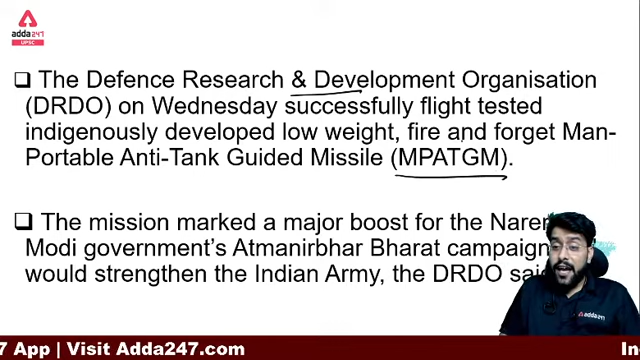 adda247
UPSC
❑ The Defence Research & Development Organisation
(DRDO) on Wednesday successfully flight tested
indigenously developed low weight, fire and forget Man-
Portable Anti-Tank Guided Missile (MPATGM).
❑ The mission marked a major boost for the
Modi government's Atmanirbhar Bharat campaign
would strengthen the Indian Army, the DRDO
adda247
7 App | Visit Adda247.com